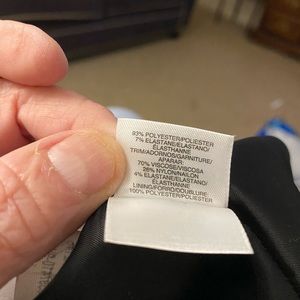 93% POLYESTER/POLIESTER
7% ELASTANE/ELASTANO/
ELASTHANNE
TRIM/ADORNOS/GARNITURE/
APARAR:
70% VISCOSE/VISCOSA
26% NYLON/NAILON
4% ELASTANE/ELASTANO/
ELASTHANNE
LINING/FORRO/DOUBLURE:
100% POLYESTER/POLIESTER